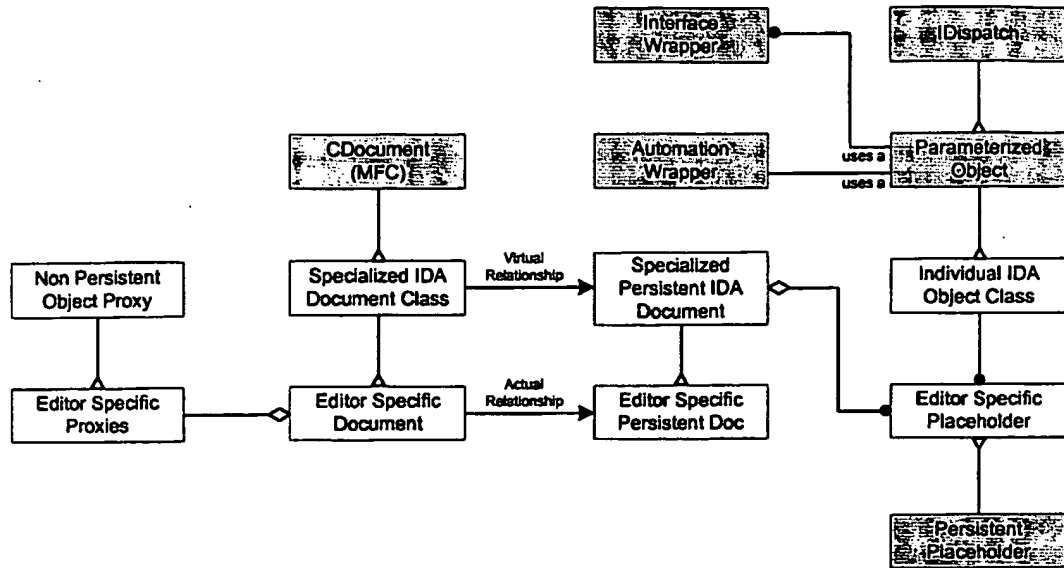 Interface
Wrapper
IDispatch
CDocument
(MFC)
Automation
Wrapper
uses a
uses a
Parameterized
Object
Non Persistent
Object Proxy
Specialized IDA
Document Class
Virtual
Relationship
Specialized
Persistent IDA
Document
Individual IDA
Object Class
Editor Specific
Proxies
Editor Specific
Document
Actual
Relationship
Editor Specific
Persistent Doc
Editor Specific
Placeholder
Persistent
Placeholder